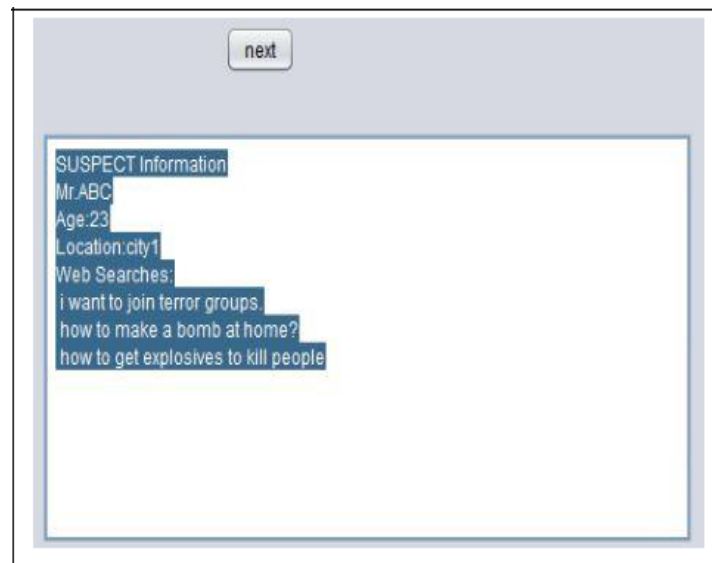 next
SUSPECT Information
Mr.ABC
Age:23
Location:city1
Web Searches:
i want to join terror groups.
how to make a bomb at home?
how to get explosives to kill people